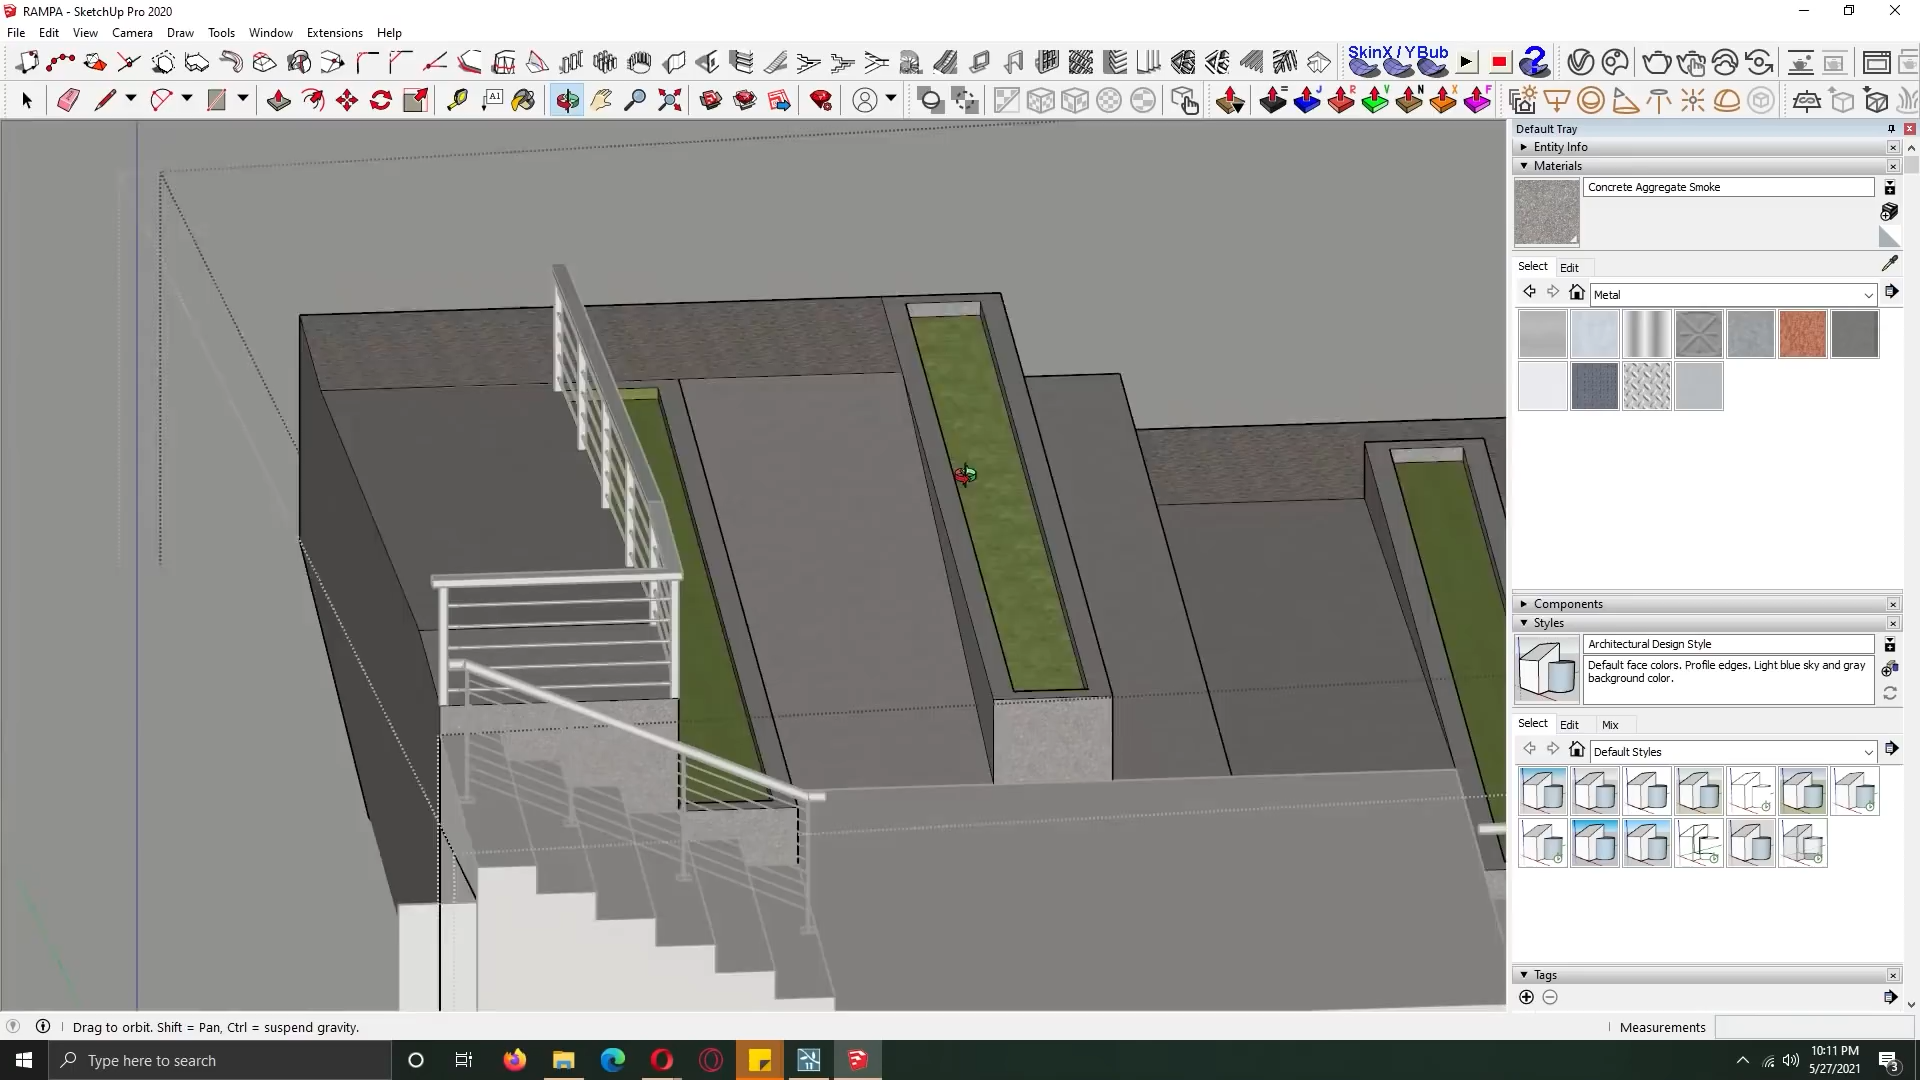 RAMPA - SketchUp Pro 2020
File Edit View Camera Draw Tools Window Extensions Help
SkinX / YBub
A1
= J R V N X F
Default Tray
Entity Info
Materials
Concrete Aggregate Smoke
Select Edit
Metal
Components
Styles
Architectural Design Style
Default face colors. Profile edges. Light blue sky and gray
background color.
Select Edit Mix
Default Styles
Tags
Drag to orbit. Shift = Pan, Ctrl = suspend gravity.
Measurements
Type here to search
11
10:11 PM
5/27/2021
3